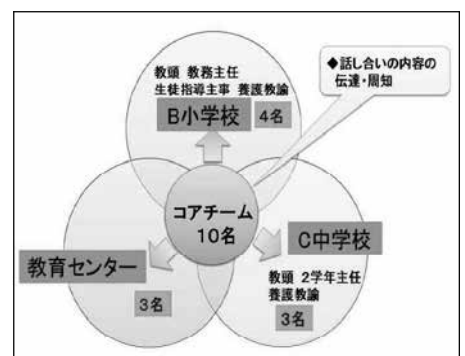 教頭 教務主任
生徒指導主事 養護教諭
B小学校 4名
◆話し合いの内容の
伝達・周知
コアチーム
10名
教育センター
3名
C中学校
教頭 2学年主任
養護教諭
3名